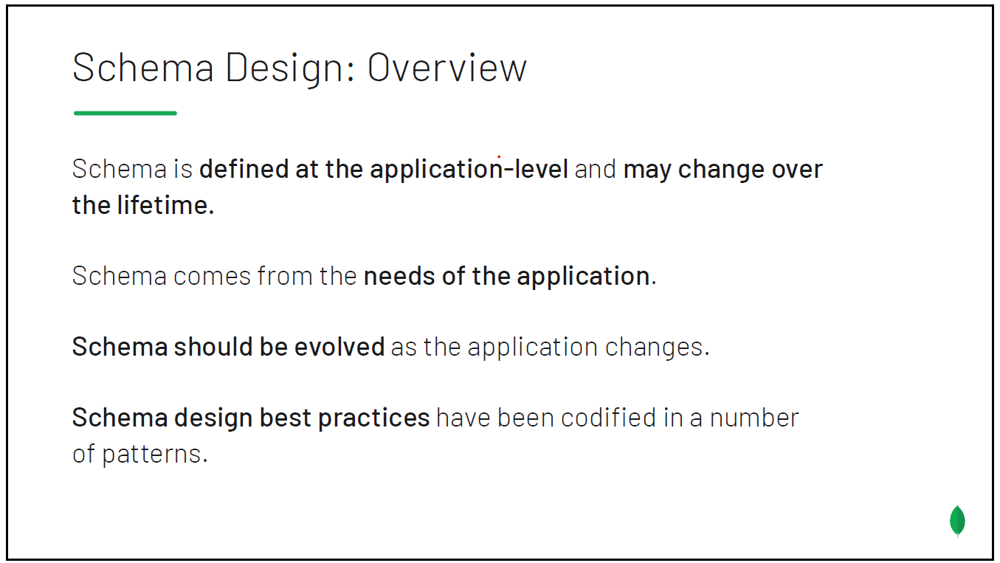 Schema Design: Overview
Schema is defined at the application-level and may change over
the lifetime.
Schema comes from the needs of the application.
Schema should be evolved as the application changes.
Schema design best practices have been codified in a number
of patterns.